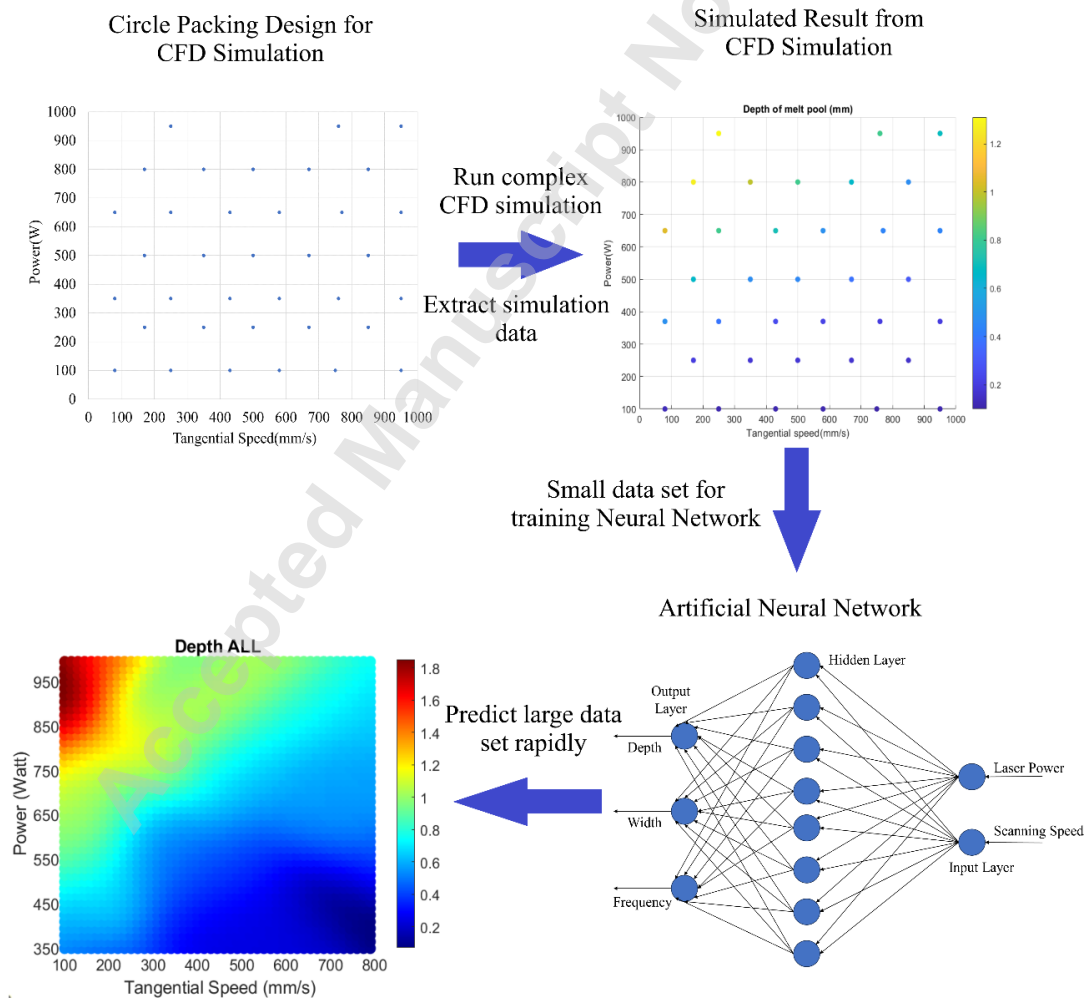 Circle Packing Design for
CFD Simulation
1000
900
800
700
600
500
400
300
200
100
0
Power(W)
0 100 200 300 400 500 600 700 800 900 1000
Tangential Speed(mm/s)
Run complex
CFD simulation
Extract simulation
data
Simulated Result from
CFD Simulation
Depth of melt pool (mm)
1000
900
800
700
600
500
400
300
200
100
Power(W)
0 100 200 300 400 500 600 700 800 900 1000
Tangential speed(mm/s)
1.2
1
0.8
0.6
0.4
0.2
Small data set for
training Neural Network
Artificial Neural Network
Hidden Layer
Output
Layer
Depth
Width
Frequency
Laser Power
Scanning Speed
Input Layer
Predict large data
set rapidly
Depth ALL
950
850
750
650
550
450
350
Power (Watt)
100 200 300 400 500 600 700 800
Tangential Speed (mm/s)
1.8
1.6
1.4
1.2
1
0.8
0.6
0.4
0.2
Accepted Manuscript No